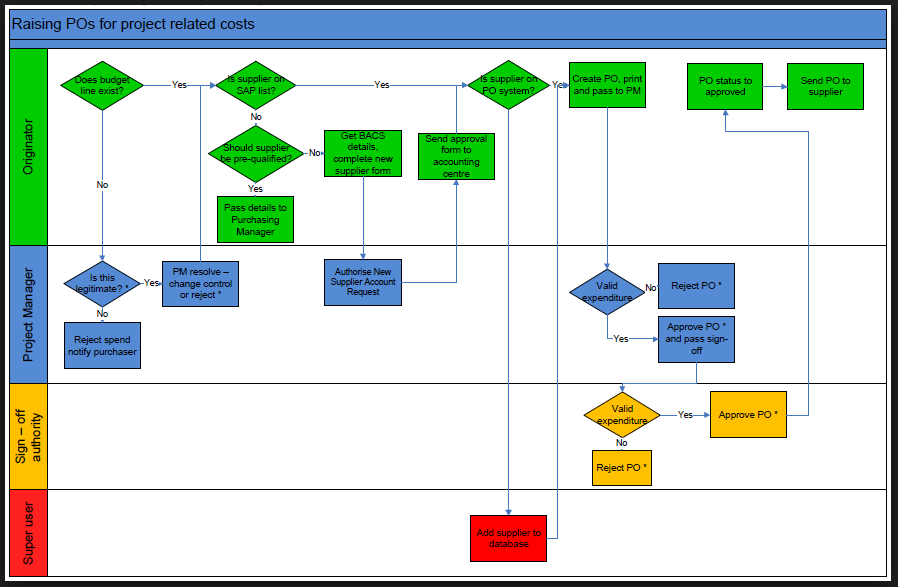 Raising POs for project related costs
Originator
Does budget
line exist?
Yes
Is supplier on
SAP list?
Yes
Is supplier on
PO system?
Yes
Create PO, print
and pass to PM
PO status to
approved
Send PO to
supplier
No
No
Should supplier
be pre-qualified?
No
Get BACS
details,
complete new
supplier form
Send approval
form to
accounting
centre
Yes
Pass details to
Purchasing
Manager
Project Manager
Is this
legitimate? *
Yes
PM resolve –
change control
or reject *
No
Reject spend
notify purchaser
Authorise New
Supplier Account
Request
Valid
expenditure
No
Reject PO *
Yes
Approve PO *
and pass sign-
off
Sign – off
authority
Valid
expenditure
Yes
Approve PO *
No
Reject PO *
Super user
Add supplier to
database